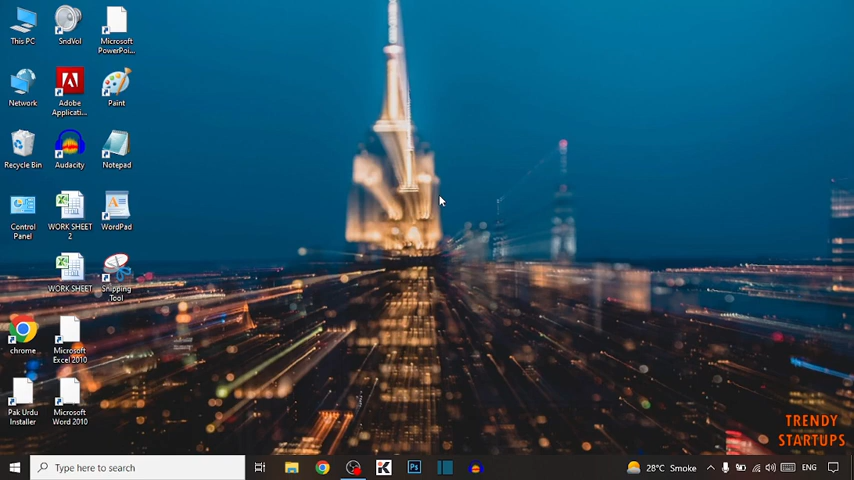 This PC
SndVol
Microsoft
PowerPoi...
Network
Adobe
Applicati...
Paint
Recycle Bin
Audacity
Notepad
Control
Panel
WORK SHEET
2
WordPad
WORK SHEET
Snipping
Tool
chrome
Microsoft
Excel 2010
Pak Urdu
Installer
Microsoft
Word 2010
TRENDY
STARTUPS
Type here to search
Ps
28°C Smoke
ENG